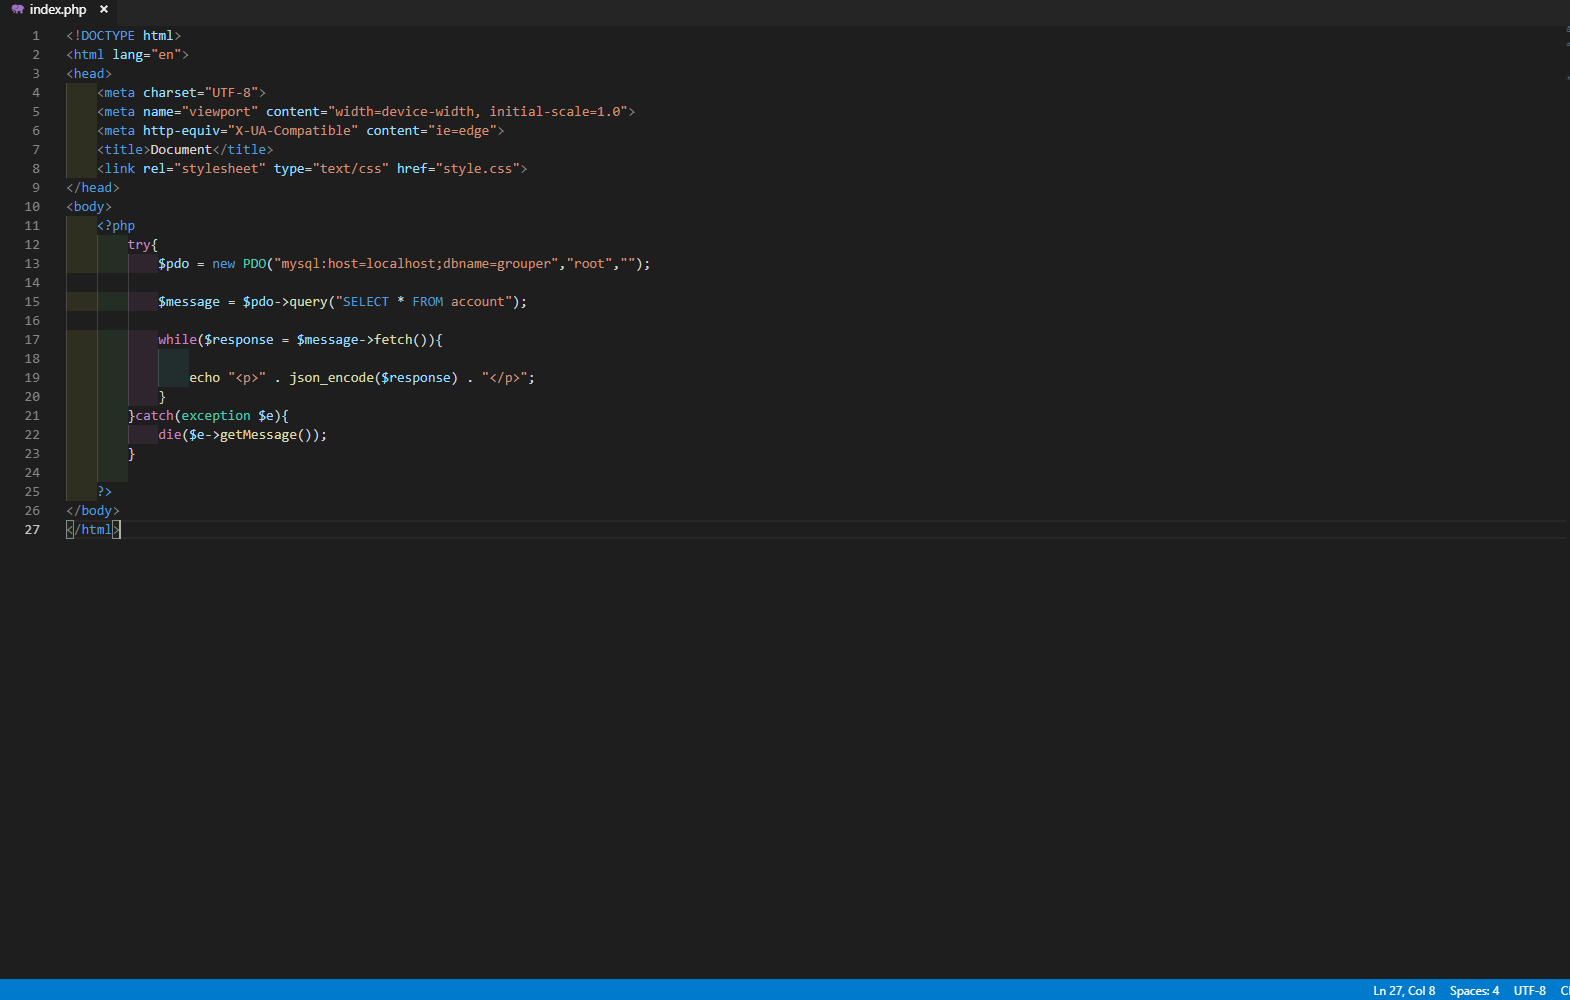 index.php ×
1 <!DOCTYPE html>
2 <html lang="en">
3 <head>
4     <meta charset="UTF-8">
5     <meta name="viewport" content="width=device-width, initial-scale=1.0">
6     <meta http-equiv="X-UA-Compatible" content="ie=edge">
7     <title>Document</title>
8     <link rel="stylesheet" type="text/css" href="style.css">
9 </head>
10 <body>
11     <?php
12         try{
13             $pdo = new PDO("mysql:host=localhost;dbname=grouper","root","");
14
15             $message = $pdo->query("SELECT * FROM account");
16
17             while($response = $message->fetch()){
18
19                 echo "<p>" . json_encode($response) . "</p>";
20             }
21         }catch(exception $e){
22             die($e->getMessage());
23         }
24
25     ?>
26 </body>
27 </html>
Ln 27, Col 8 Spaces: 4 UTF-8